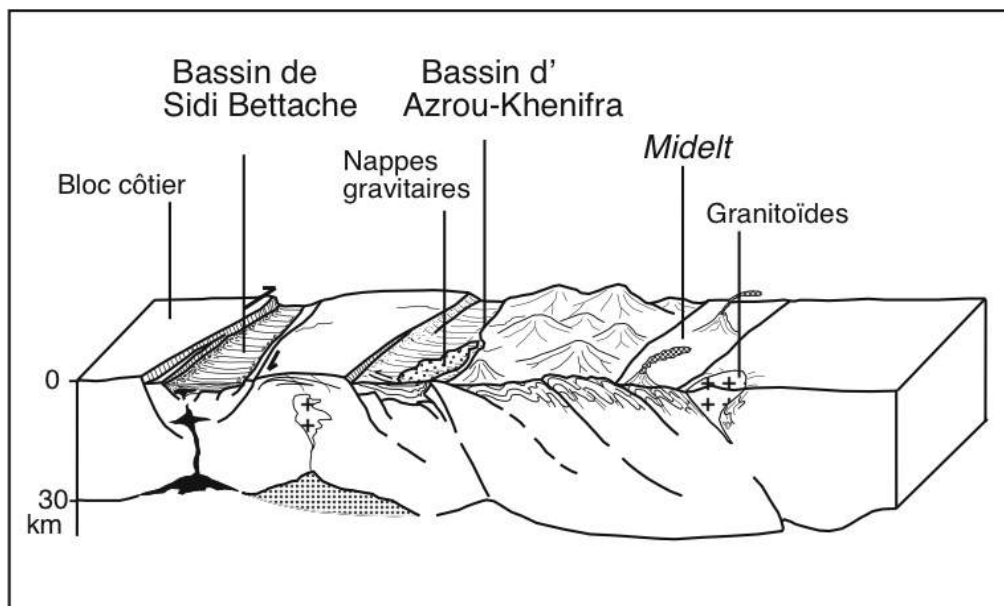 Bassin de
Sidi Bettache
Bassin d'
Azrou-Khenifra
Midelt
Nappes
gravitaires
Bloc côtier
Granitoïdes
0
30
km